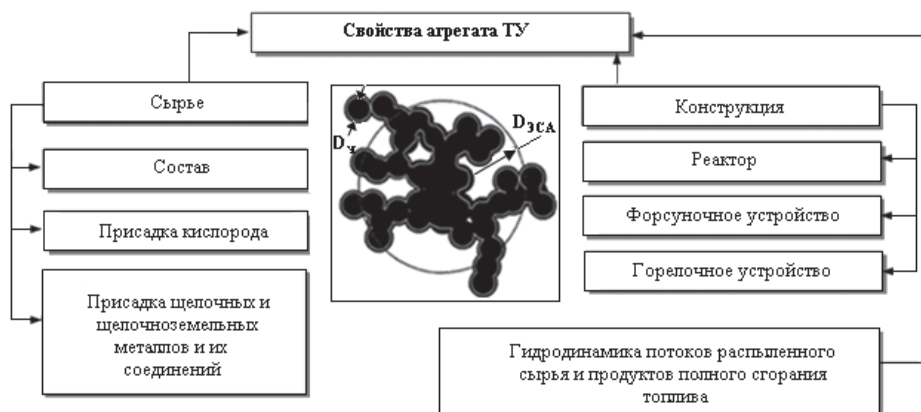 Свойства агрегата ТУ
Сырье
Состав
Присадка кислорода
Присадка щелочных и
щелочноземельных
металлов и их
соединений
Dч
DЭСА
Конструкция
Реактор
Форсуночное устройство
Горелочное устройство
Гидродинамика потоков распыленного
сырья и продуктов полного сгорания
топлива